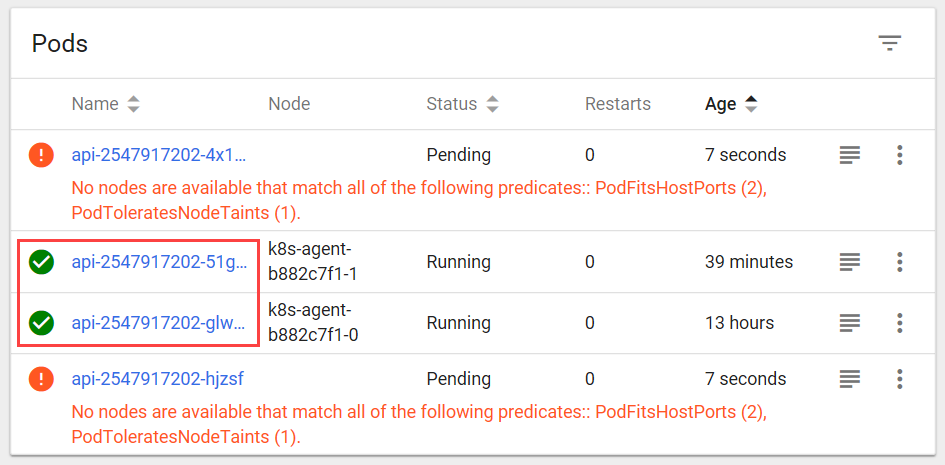 Pods
Name Node Status Restarts Age
api-2547917202-4x1... Pending 0 7 seconds
No nodes are available that match all of the following predicates:: PodFitsHostPorts (2),
PodToleratesNodeTaints (1).
api-2547917202-51g... k8s-agent-b882c7f1-1 Running 0 39 minutes
api-2547917202-glw... k8s-agent-b882c7f1-0 Running 0 13 hours
api-2547917202-hjzsf Pending 0 7 seconds
No nodes are available that match all of the following predicates:: PodFitsHostPorts (2),
PodToleratesNodeTaints (1).